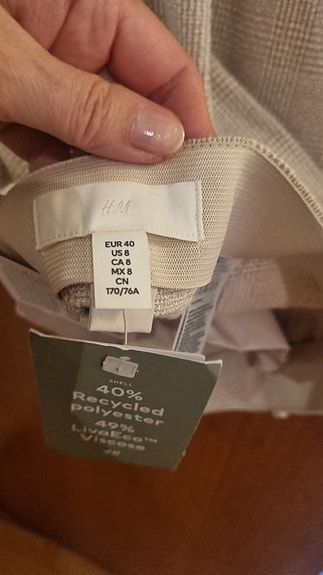 H&M
EUR 40
US 8
CA 8
MX 8
CN
170/76A
SHELL
40%
Recycled
polyester
49%
LivaEco™
Viscose
H&M